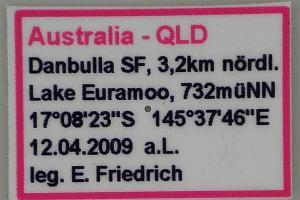 Australia - QLD
Danbulla SF, 3,2km nördl.
Lake Euramoo, 732müNN
17°08'23"S 145°37'46"E
12.04.2009 a.L.
leg. E. Friedrich